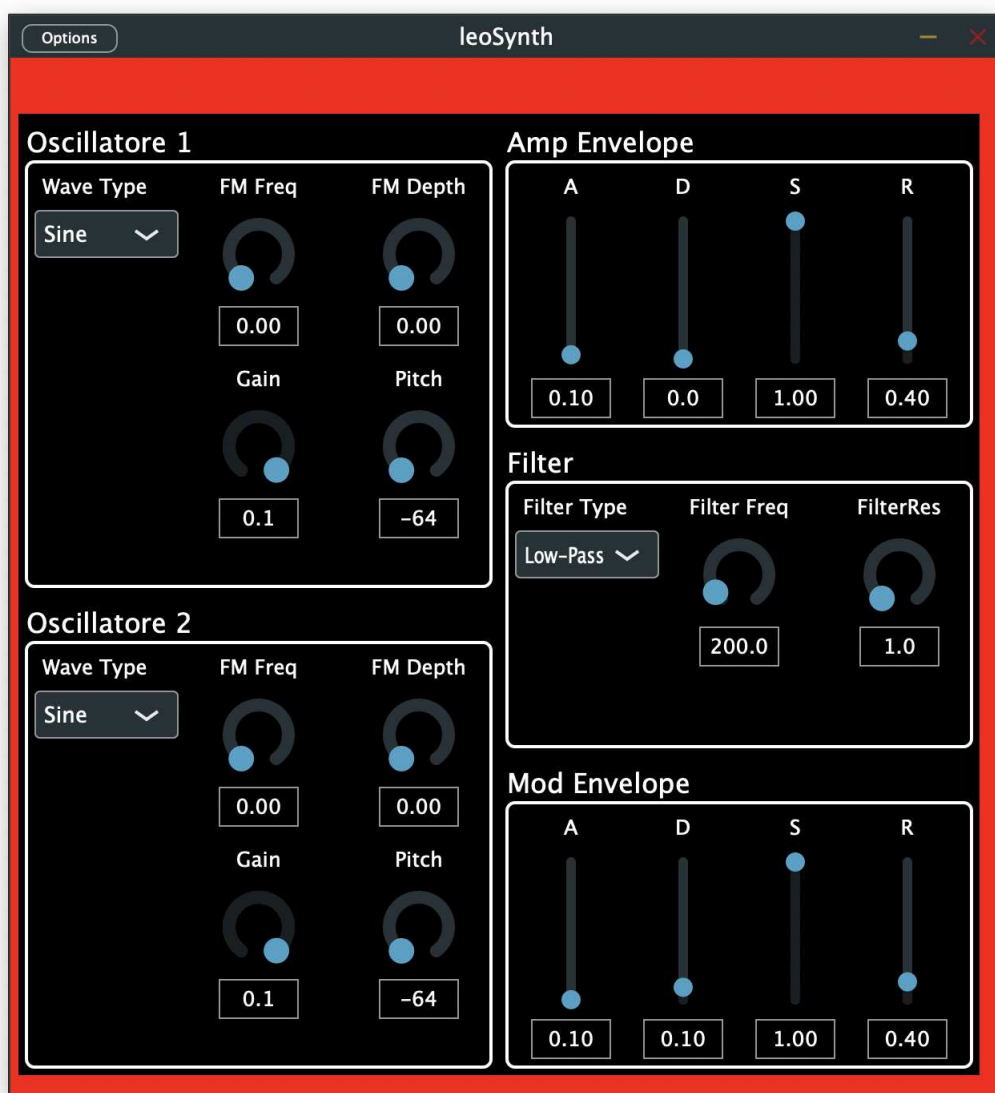 Options
leoSynth
Oscillatore 1
Wave Type FM Freq FM Depth
Sine
0.00 0.00
Gain Pitch
0.1 -64
Oscillatore 2
Wave Type FM Freq FM Depth
Sine
0.00 0.00
Gain Pitch
0.1 -64
Amp Envelope
A D S R
0.10 0.0 1.00 0.40
Filter
Filter Type Filter Freq FilterRes
Low-Pass
200.0 1.0
Mod Envelope
A D S R
0.10 0.10 1.00 0.40